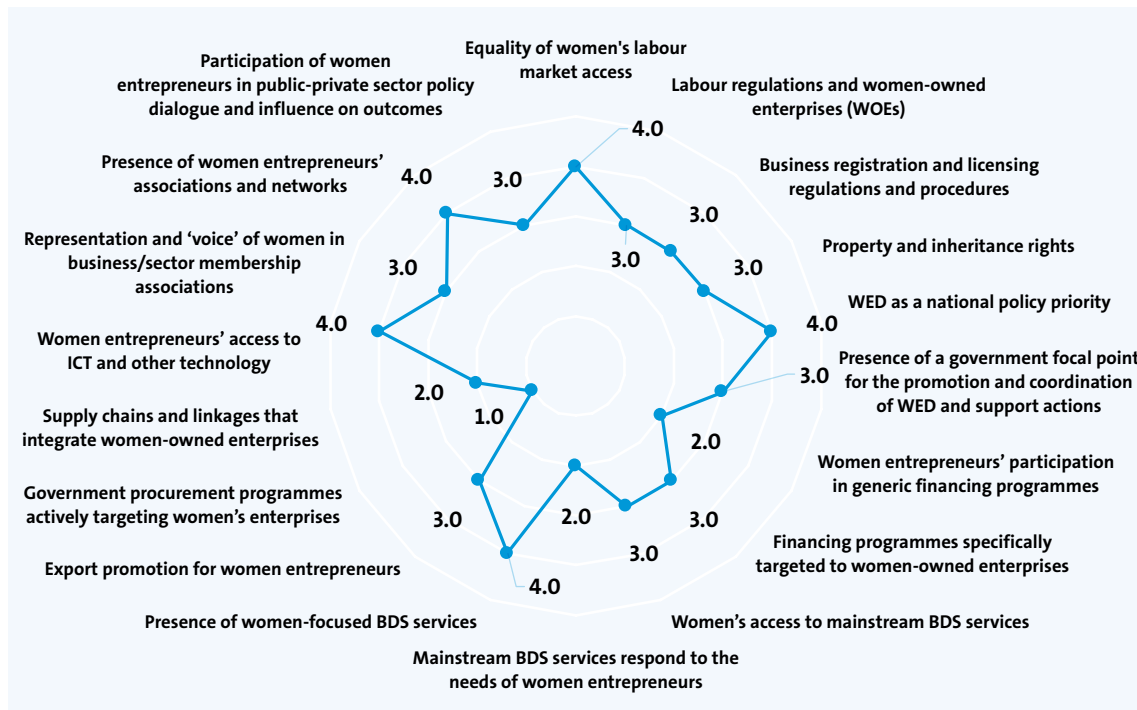 Equality of women's labour
market access
Labour regulations and women-owned
enterprises (WOEs)
Business registration and licensing
regulations and procedures
Property and inheritance rights
WED as a national policy priority
Presence of a government focal point
for the promotion and coordination
of WED and support actions
Women entrepreneurs’ participation
in generic financing programmes
Financing programmes specifically
targeted to women-owned enterprises
Women’s access to mainstream BDS services
Mainstream BDS services respond to the
needs of women entrepreneurs
Presence of women-focused BDS services
Export promotion for women entrepreneurs
Government procurement programmes
actively targeting women’s enterprises
Supply chains and linkages that
integrate women-owned enterprises
Women entrepreneurs’ access to
ICT and other technology
Representation and ‘voice’ of women in
business/sector membership
associations
Presence of women entrepreneurs’
associations and networks
Participation of women
entrepreneurs in public-private sector policy
dialogue and influence on outcomes
4.0
3.0
3.0
3.0
4.0
3.0
2.0
3.0
3.0
2.0
4.0
3.0
1.0
2.0
4.0
3.0
4.0
3.0